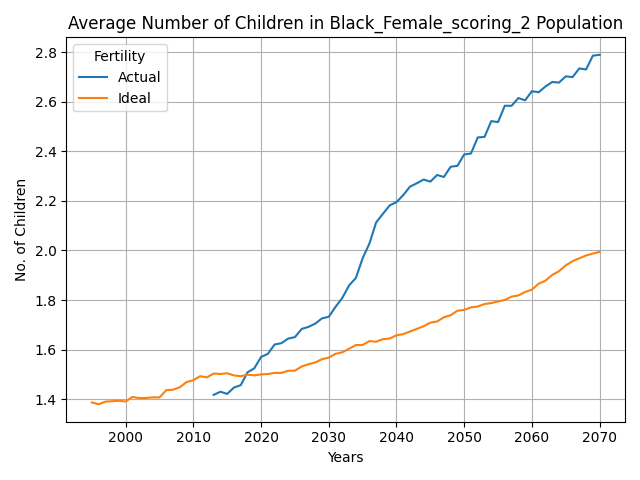 Average Number of Children in Black_Female_scoring_2 Population
Fertility
Actual
Ideal
No. of Children
2.8
2.6
2.4
2.2
2.0
1.8
1.6
1.4
2000 2010 2020 2030 2040 2050 2060 2070
Years